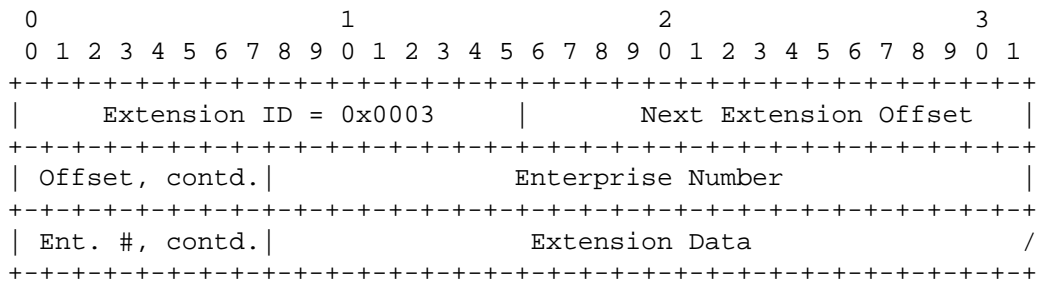 0                   1                   2                   3
 0 1 2 3 4 5 6 7 8 9 0 1 2 3 4 5 6 7 8 9 0 1 2 3 4 5 6 7 8 9 0 1
+-+-+-+-+-+-+-+-+-+-+-+-+-+-+-+-+-+-+-+-+-+-+-+-+-+-+-+-+-+-+-+-+
|     Extension ID = 0x0003     |       Next Extension Offset   |
+-+-+-+-+-+-+-+-+-+-+-+-+-+-+-+-+-+-+-+-+-+-+-+-+-+-+-+-+-+-+-+-+
| Offset, contd.|               Enterprise Number               |
+-+-+-+-+-+-+-+-+-+-+-+-+-+-+-+-+-+-+-+-+-+-+-+-+-+-+-+-+-+-+-+-+
| Ent. #, contd.|                Extension Data                 /
+-+-+-+-+-+-+-+-+-+-+-+-+-+-+-+-+-+-+-+-+-+-+-+-+-+-+-+-+-+-+-+-+